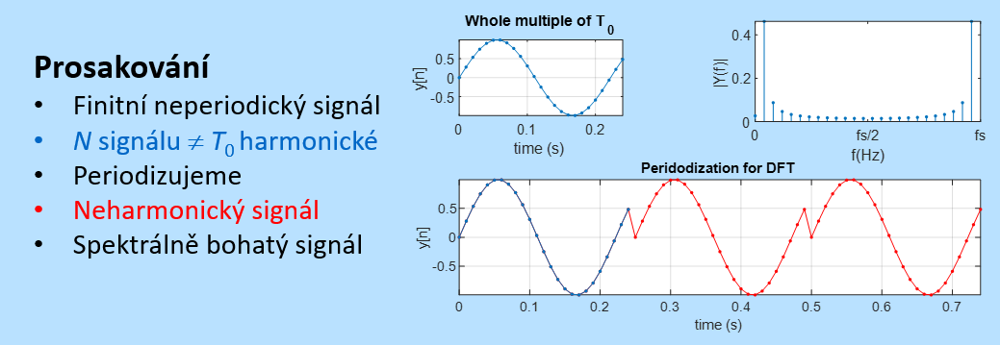 Prosakování
• Finitní neperiodický signál
• N signálu ≠ T0 harmonické
• Periodizujeme
• Neharmonický signál
• Spektrálně bohatý signál
Whole multiple of T0
y[n]
0.5
0
-0.5
0 0.1 0.2
time (s)
|Y(f)|
0.4
0.2
0
0 fs/2 fs
f(Hz)
Peridodization for DFT
y[n]
0.5
0
-0.5
0 0.1 0.2 0.3 0.4 0.5 0.6 0.7
time (s)